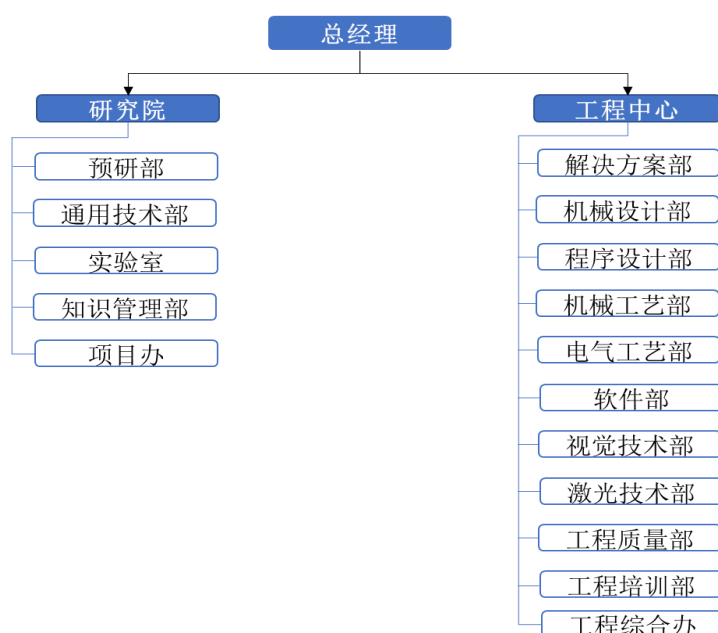 总经理
研究院
工程中心
预研部
通用技术部
实验室
知识管理部
项目办
解决方案部
机械设计部
程序设计部
机械工艺部
电气工艺部
软件部
视觉技术部
激光技术部
工程质量部
工程培训部
工程综合办